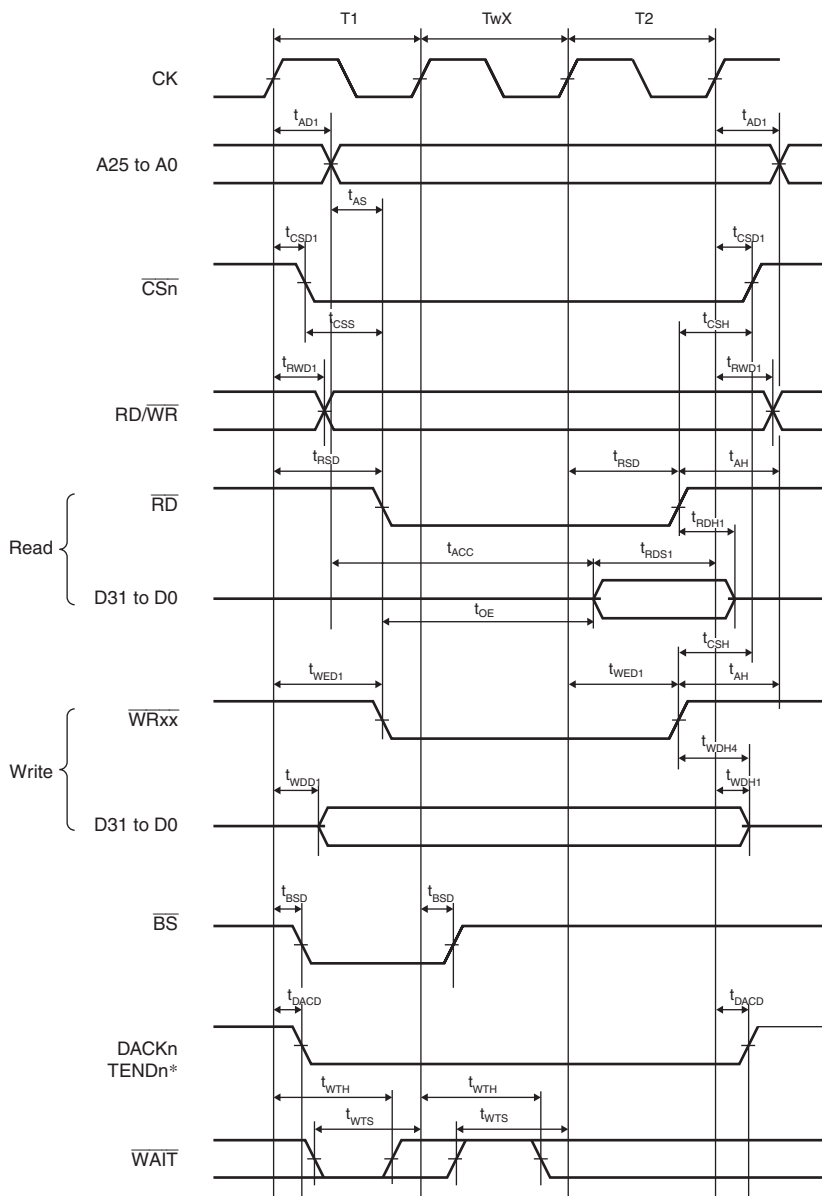 T1 TwX T2
CK
tAD1 tAD1
A25 to A0
tAS
tCSD1 tCSD1
CSn
tCSS tCSH
tRWD1 tRWD1
RD/WR
tRSD tRSD tAH
RD
tRDH1
Read
tACC tRDS1
D31 to D0
tOE
tCSH
tWED1 tWED1 tAH
WRxx
tWDH4
Write
tWDD1 tWDH1
D31 to D0
tBSD tBSD
BS
tDACD tDACD
DACKn
TENDn*
tWTH tWTH
tWTS tWTS
WAIT